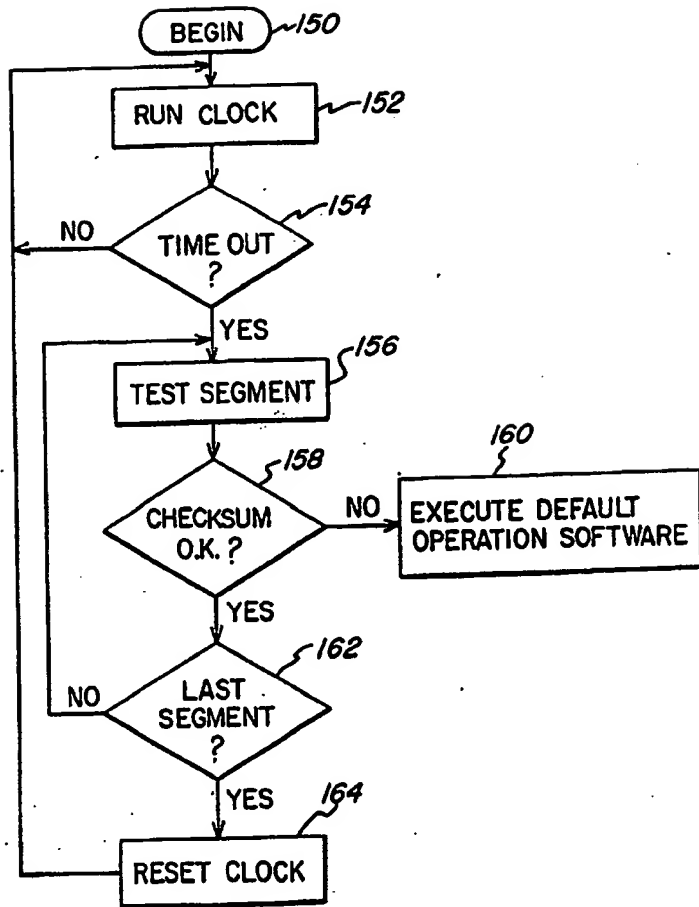 BEGIN
150
RUN CLOCK
152
154
NO
TIME OUT
?
YES
156
TEST SEGMENT
158
160
CHECKSUM
O.K. ?
NO
EXECUTE DEFAULT
OPERATION SOFTWARE
YES
162
NO
LAST
SEGMENT
?
YES
164
RESET CLOCK